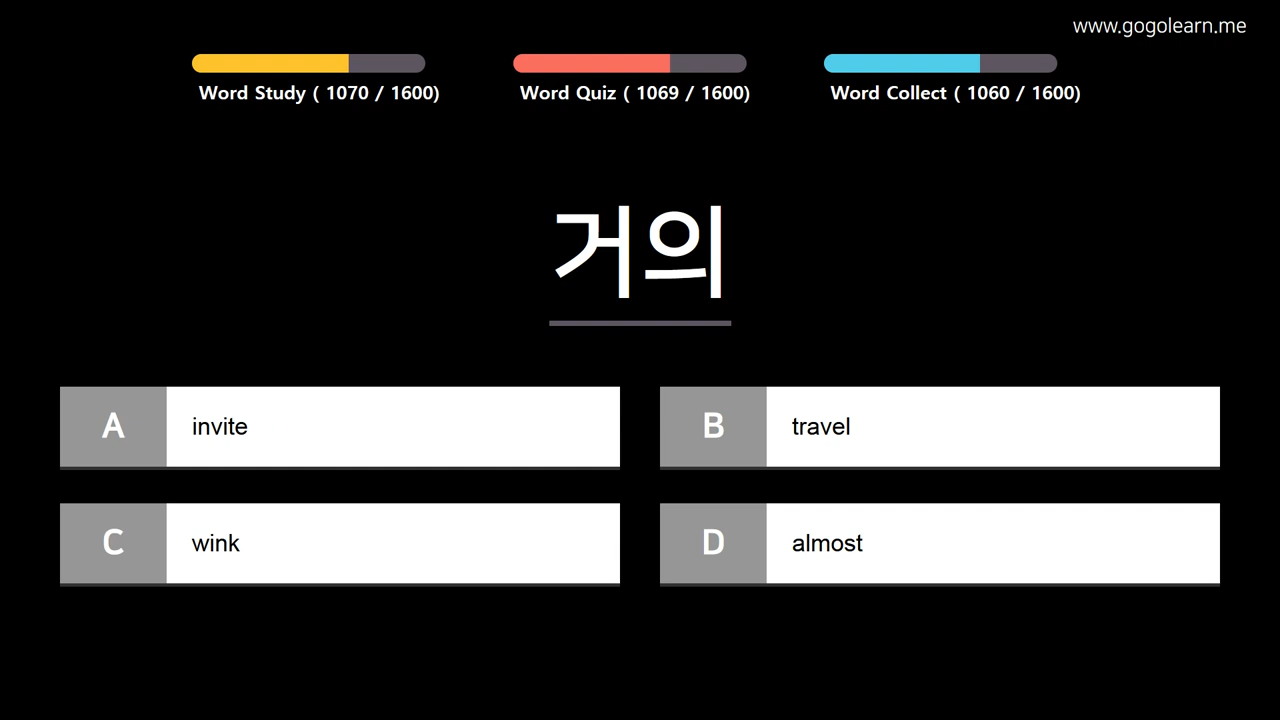 www.gogolearn.me
Word Study ( 1070 / 1600)
Word Quiz ( 1069 / 1600)
Word Collect ( 1060 / 1600)
거의
A invite
B travel
C wink
D almost